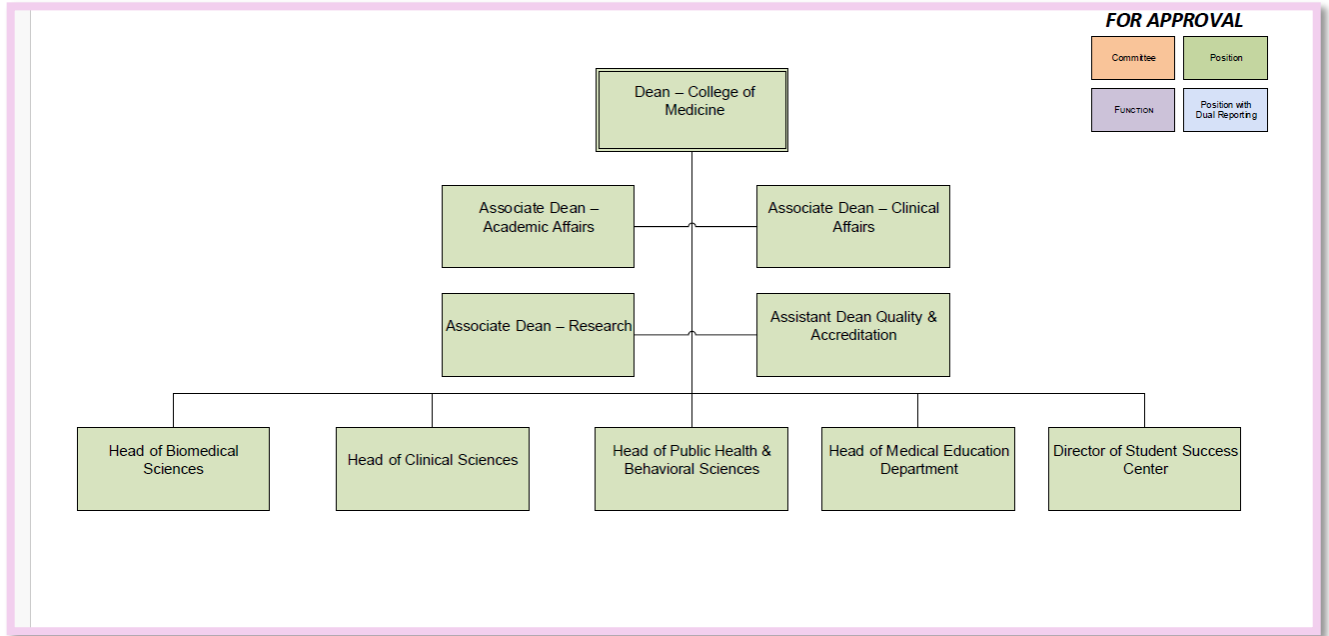 FOR APPROVAL
Committee
Position
FUNCTION
Position with
Dual Reporting
Dean – College of
Medicine
Associate Dean –
Academic Affairs
Associate Dean – Clinical
Affairs
Associate Dean – Research
Assistant Dean Quality &
Accreditation
Head of Biomedical
Sciences
Head of Clinical Sciences
Head of Public Health &
Behavioral Sciences
Head of Medical Education
Department
Director of Student Success
Center